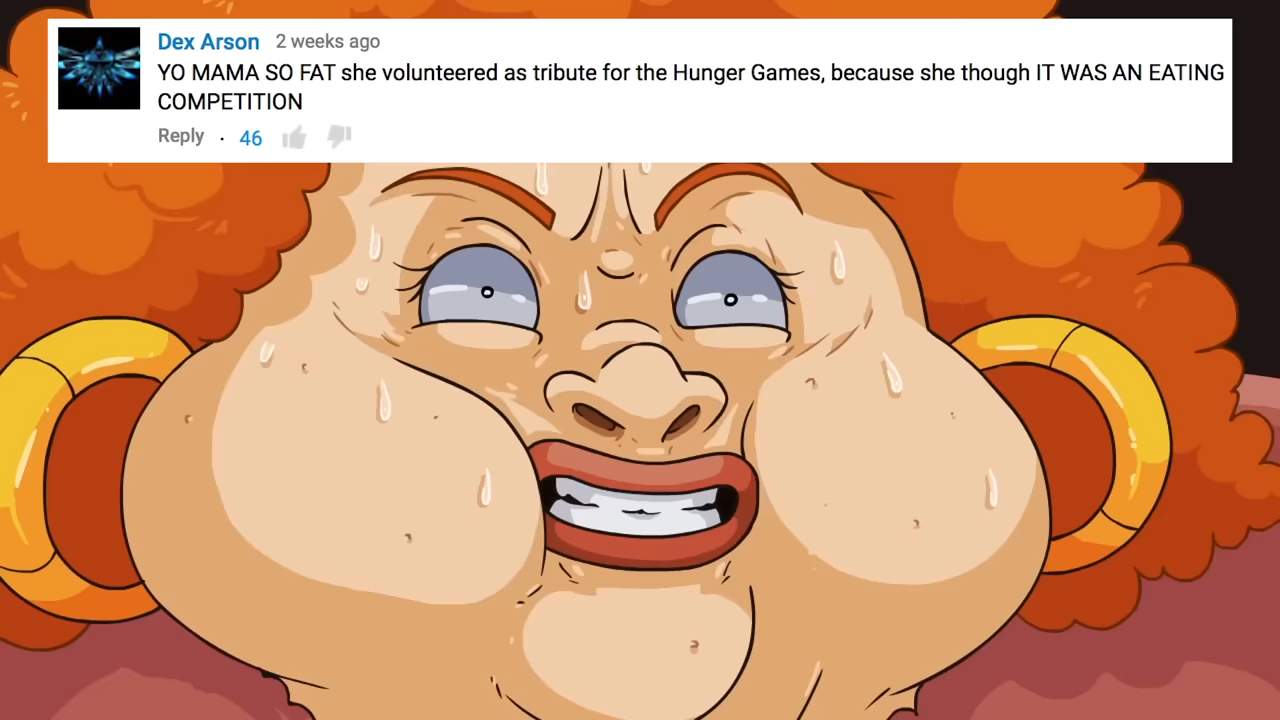 Dex Arson 2 weeks ago
YO MAMA SO FAT she volunteered as tribute for the Hunger Games, because she though IT WAS AN EATING
COMPETITION
Reply · 46